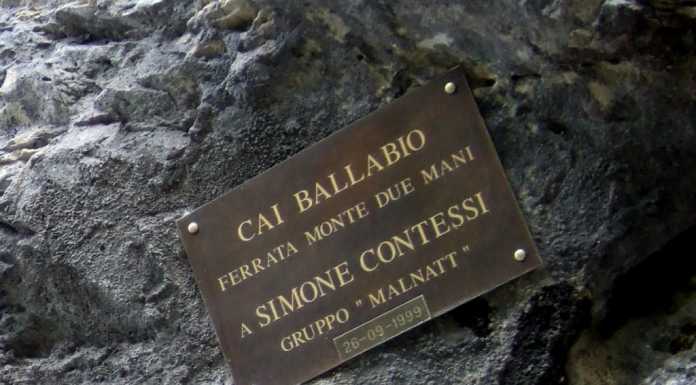 CAI BALLABIO
FERRATA MONTE DUE MANI
A SIMONE CONTESSI
GRUPPO "MALNATT"
26-09-1999